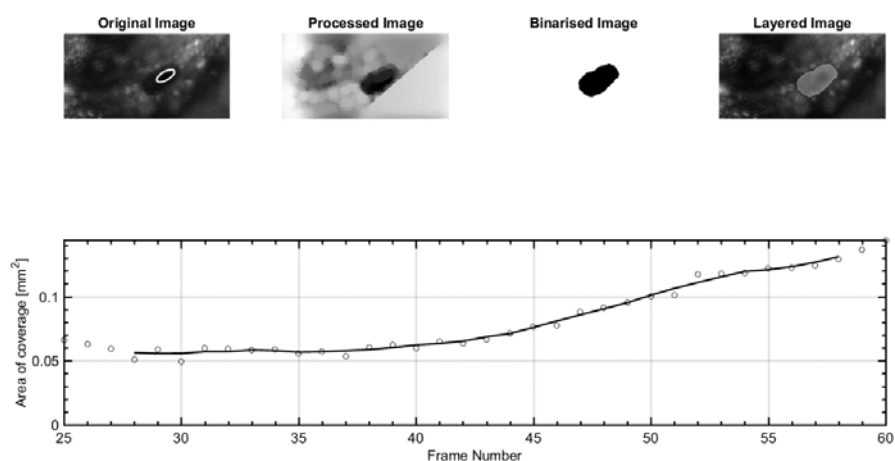 Original Image
Processed Image
Binarised Image
Layered Image
Area of coverage [mm²]
0.1
0.05
0
25
30
35
40
45
50
55
60
Frame Number